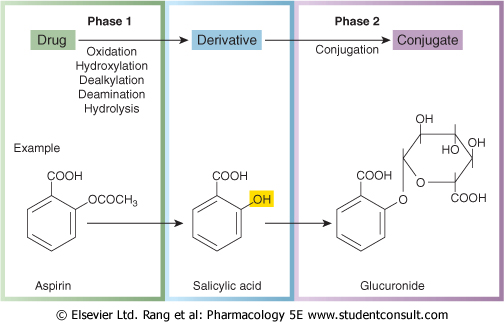 Phase 1
Phase 2
Drug
Derivative
Conjugate
Oxidation
Hydroxylation
Dealkylation
Deamination
Hydrolysis
Conjugation
Example
COOH
OCOCH₃
Aspirin
COOH
OH
Salicylic acid
COOH
O
O
OH
HO
OH
COOH
Glucuronide
© Elsevier Ltd. Rang et al: Pharmacology 5E www.studentconsult.com